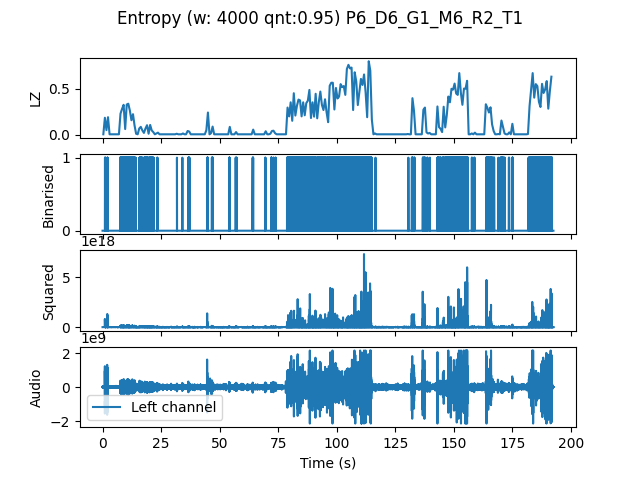 Entropy (w: 4000 qnt:0.95) P6_D6_G1_M6_R2_T1
LZ
0.5
0.0
Binarised
1
0
1e18
Squared
5
0
1e9
Audio
2
0
−2
Left channel
0 25 50 75 100 125 150 175 200
Time (s)